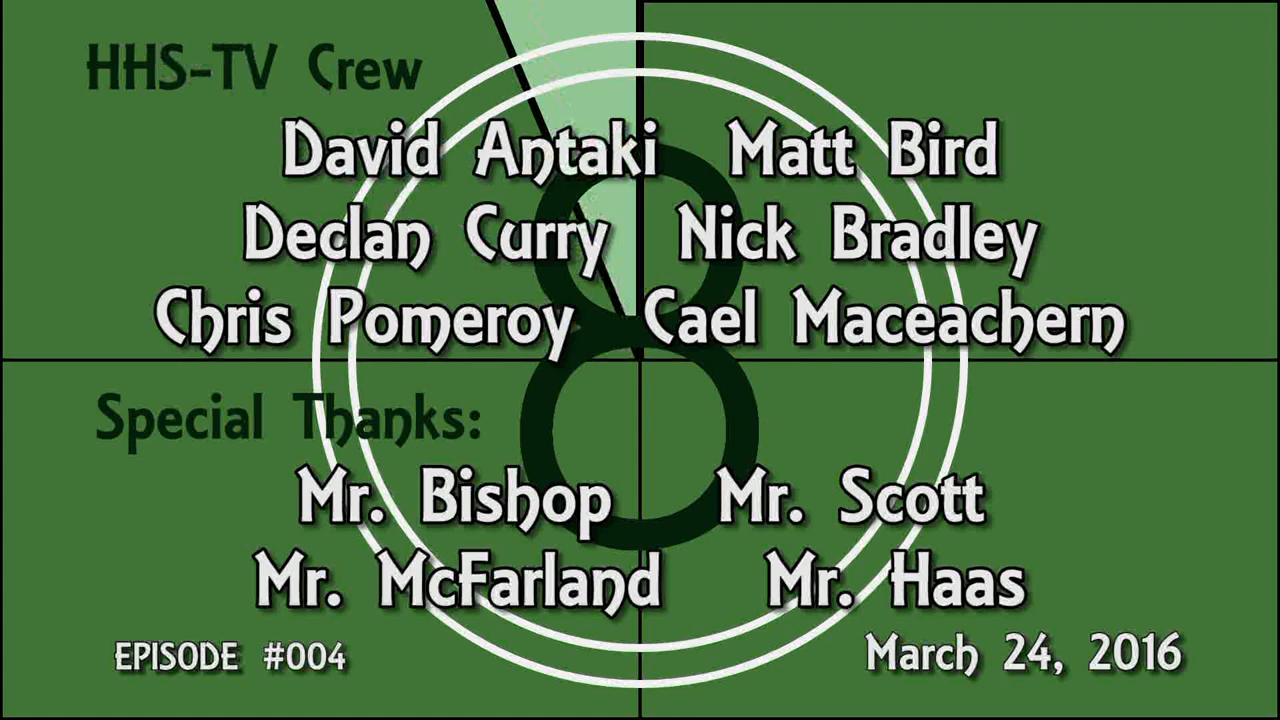 HHS-TV Crew
David Antaki Matt Bird
Declan Curry Nick Bradley
Chris Pomeroy Cael Maceachern
8
Special Thanks:
Mr. Bishop Mr. Scott
Mr. McFarland Mr. Haas
EPISODE #004 March 24, 2016